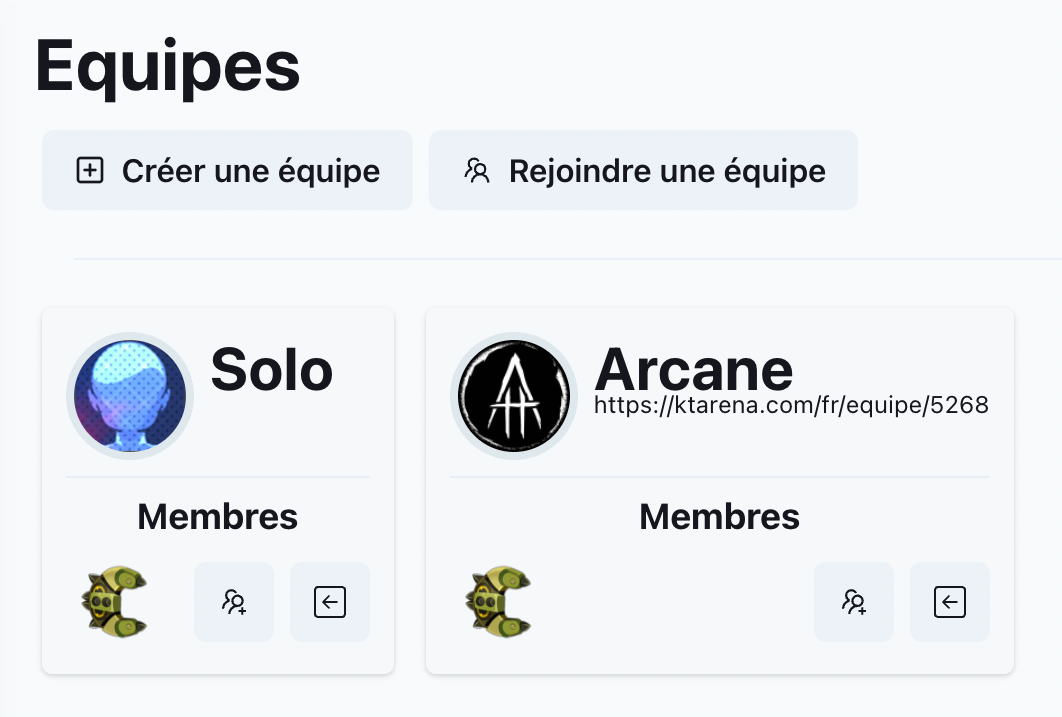 Equipes
Créer une équipe
Rejoindre une équipe
Solo
Arcane
https://ktarena.com/fr/equipe/5268
Membres
Membres